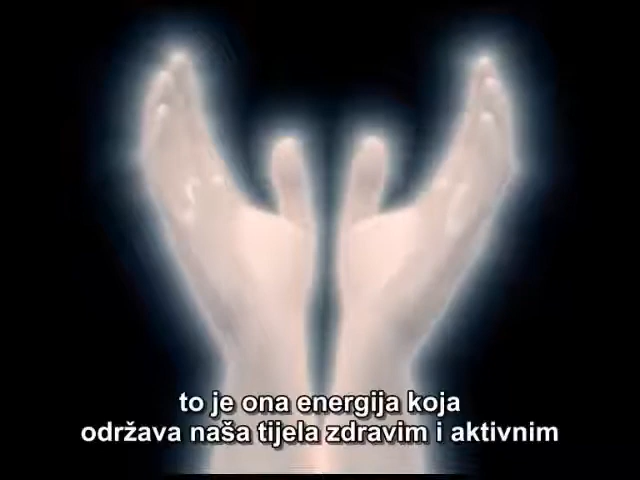 to je ona energija koja
održava naša tijela zdravim i aktivnim